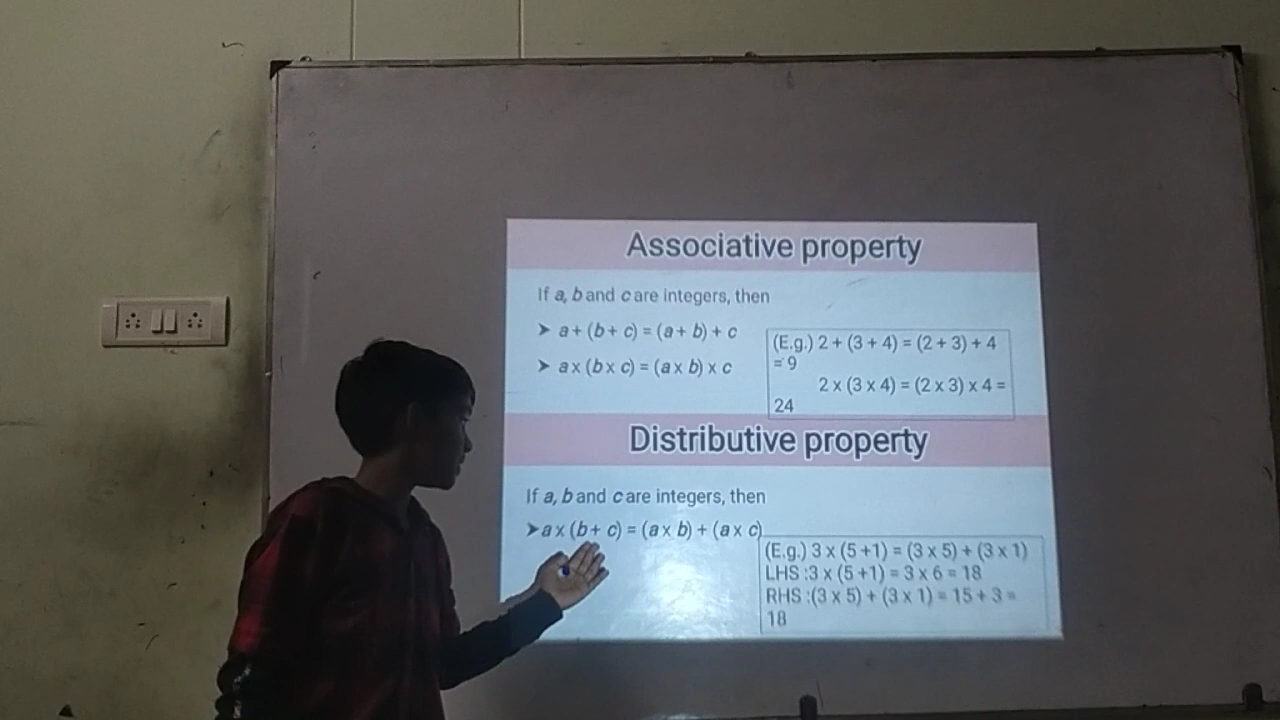 Associative property
If a, b and c are integers, then
➤ a + (b + c) = (a + b) + c
➤ a x (b x c) = (a x b) x c
(E.g.) 2 + (3 + 4) = (2 + 3) + 4
= 9
2 x (3 x 4) = (2 x 3) x 4 =
24
Distributive property
If a, b and c are integers, then
➤a x (b + c) = (a x b) + (a x c)
(E.g.) 3 x (5 +1) = (3 x 5) + (3 x 1)
LHS :3 x (5 +1) = 3 x 6 = 18
RHS :(3 x 5) + (3 x 1) = 15 + 3 =
18